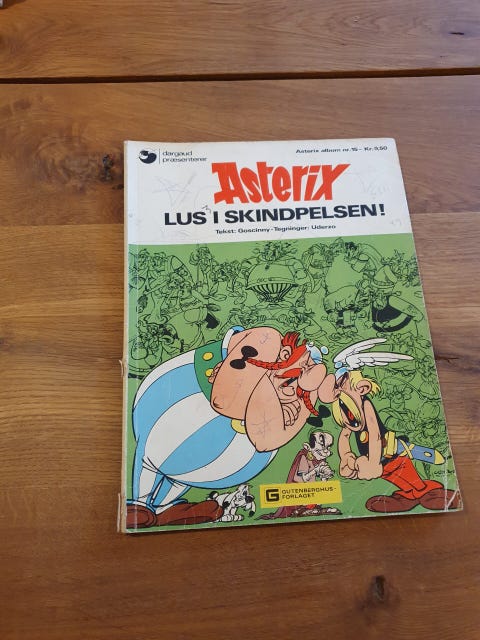 dargaud
præsenterer
Asterix album nr. 15 - Kr. 9,50
Asterix
LUS I SKINDPELSEN!
Tekst: Goscinny - Tegninger: Uderzo
G GUTENBERGHUS-
FORLAGET